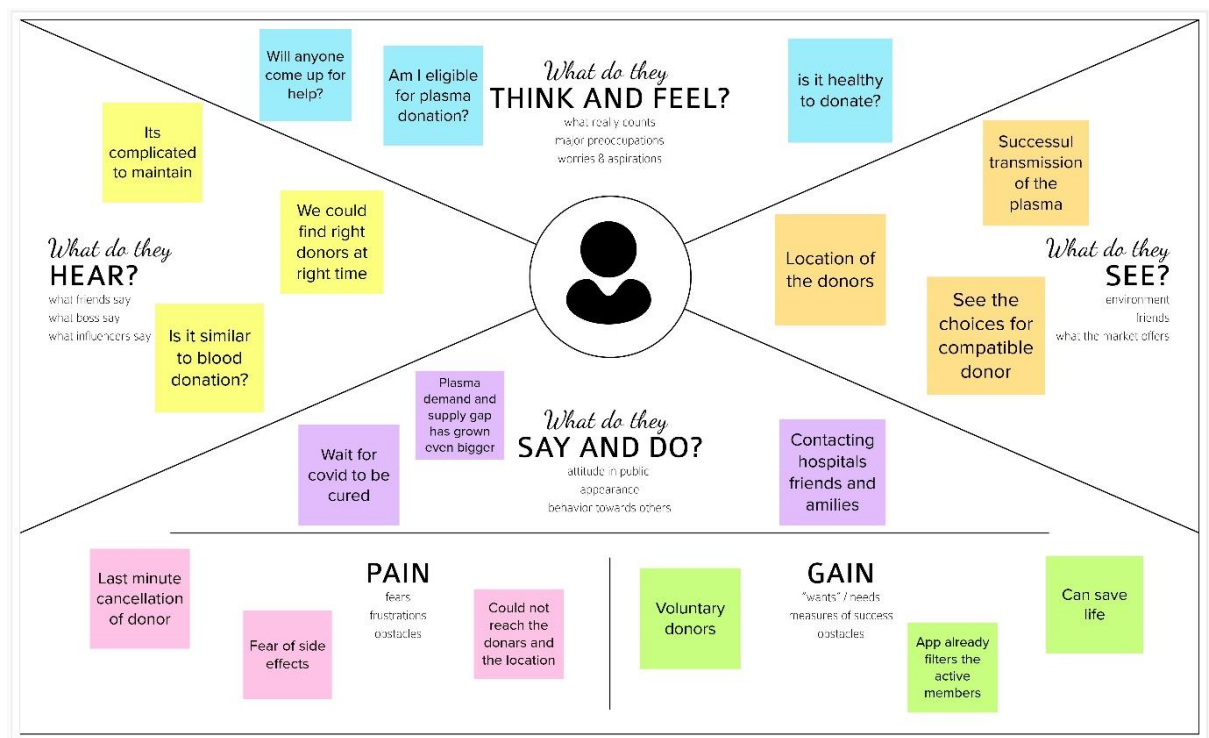 Will anyone
come up for
help?
Am I eligible
for plasma
donation?
What do they
THINK AND FEEL?
what really counts
major preoccupations
worries & aspirations
is it healthy
to donate?
Its
complicated
to maintain
We could
find right
donors at
right time
What do they
HEAR?
what friends say
what boss say
what influencers say
Is it similar
to blood
donation?
Successul
transmission
of the
plasma
Location of
the donors
What do they
SEE?
environment
friends
what the market offers
See the
choices for
compatible
donor
Plasma
demand and
supply gap
has grown
even bigger
Wait for
covid to be
cured
What do they
SAY AND DO?
attitude in public
appearance
behavior towards others
Contacting
hospitals
friends and
amilies
Last minute
cancellation
of donor
Fear of side
effects
PAIN
fears
frustrations
obstacles
Could not
reach the
donars and
the location
Voluntary
donors
GAIN
"wants" / needs
measures of success
obstacles
App already
filters the
active
members
Can save
life